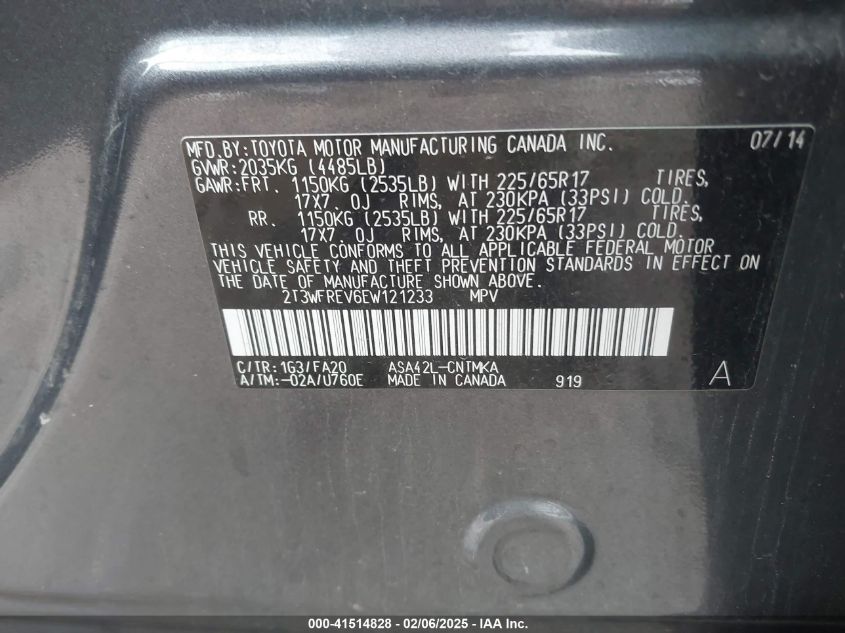 MFD.BY:TOYOTA MOTOR MANUFACTURING CANADA INC. 07/14
GVWR:2035KG (4485LB)
GAWR:FRT. 1150KG (2535LB) WITH 225/65R17 TIRES,
17X7.0J RIMS, AT 230KPA (33PSI) COLD.
RR. 1150KG (2535LB) WITH 225/65R17 TIRES,
17X7.0J RIMS, AT 230KPA (33PSI) COLD.
THIS VEHICLE CONFORMS TO ALL APPLICABLE FEDERAL MOTOR
VEHICLE SAFETY AND THEFT PREVENTION STANDARDS IN EFFECT ON
THE DATE OF MANUFACTURE SHOWN ABOVE.
2T3WFREV6EW121233 MPV
C/TR:1G3/FA20 ASA42L-CNTMKA
A/TM:-02A/U760E MADE IN CANADA 919 A
000-41514828 - 02/06/2025 - IAA Inc.